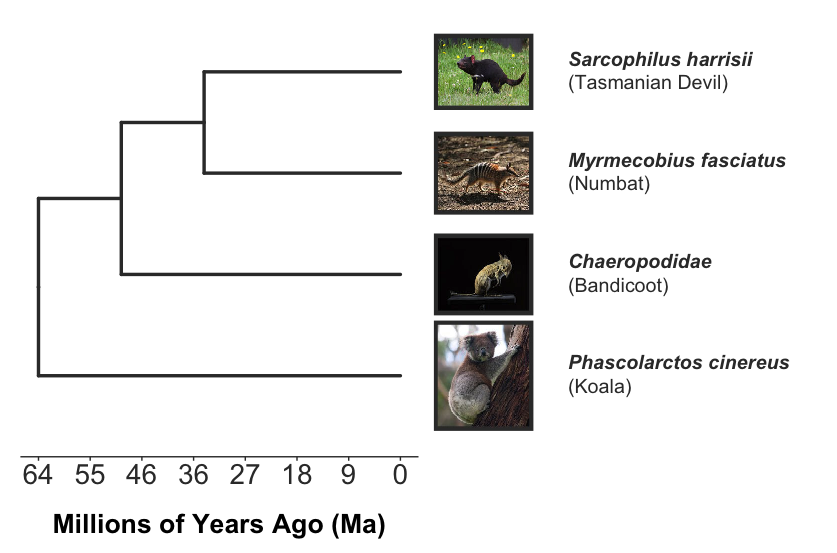 Sarcophilus harrisii
(Tasmanian Devil)
Myrmecobius fasciatus
(Numbat)
Chaeropodidae
(Bandicoot)
Phascolarctos cinereus
(Koala)
64 55 46 36 27 18 9 0
Millions of Years Ago (Ma)